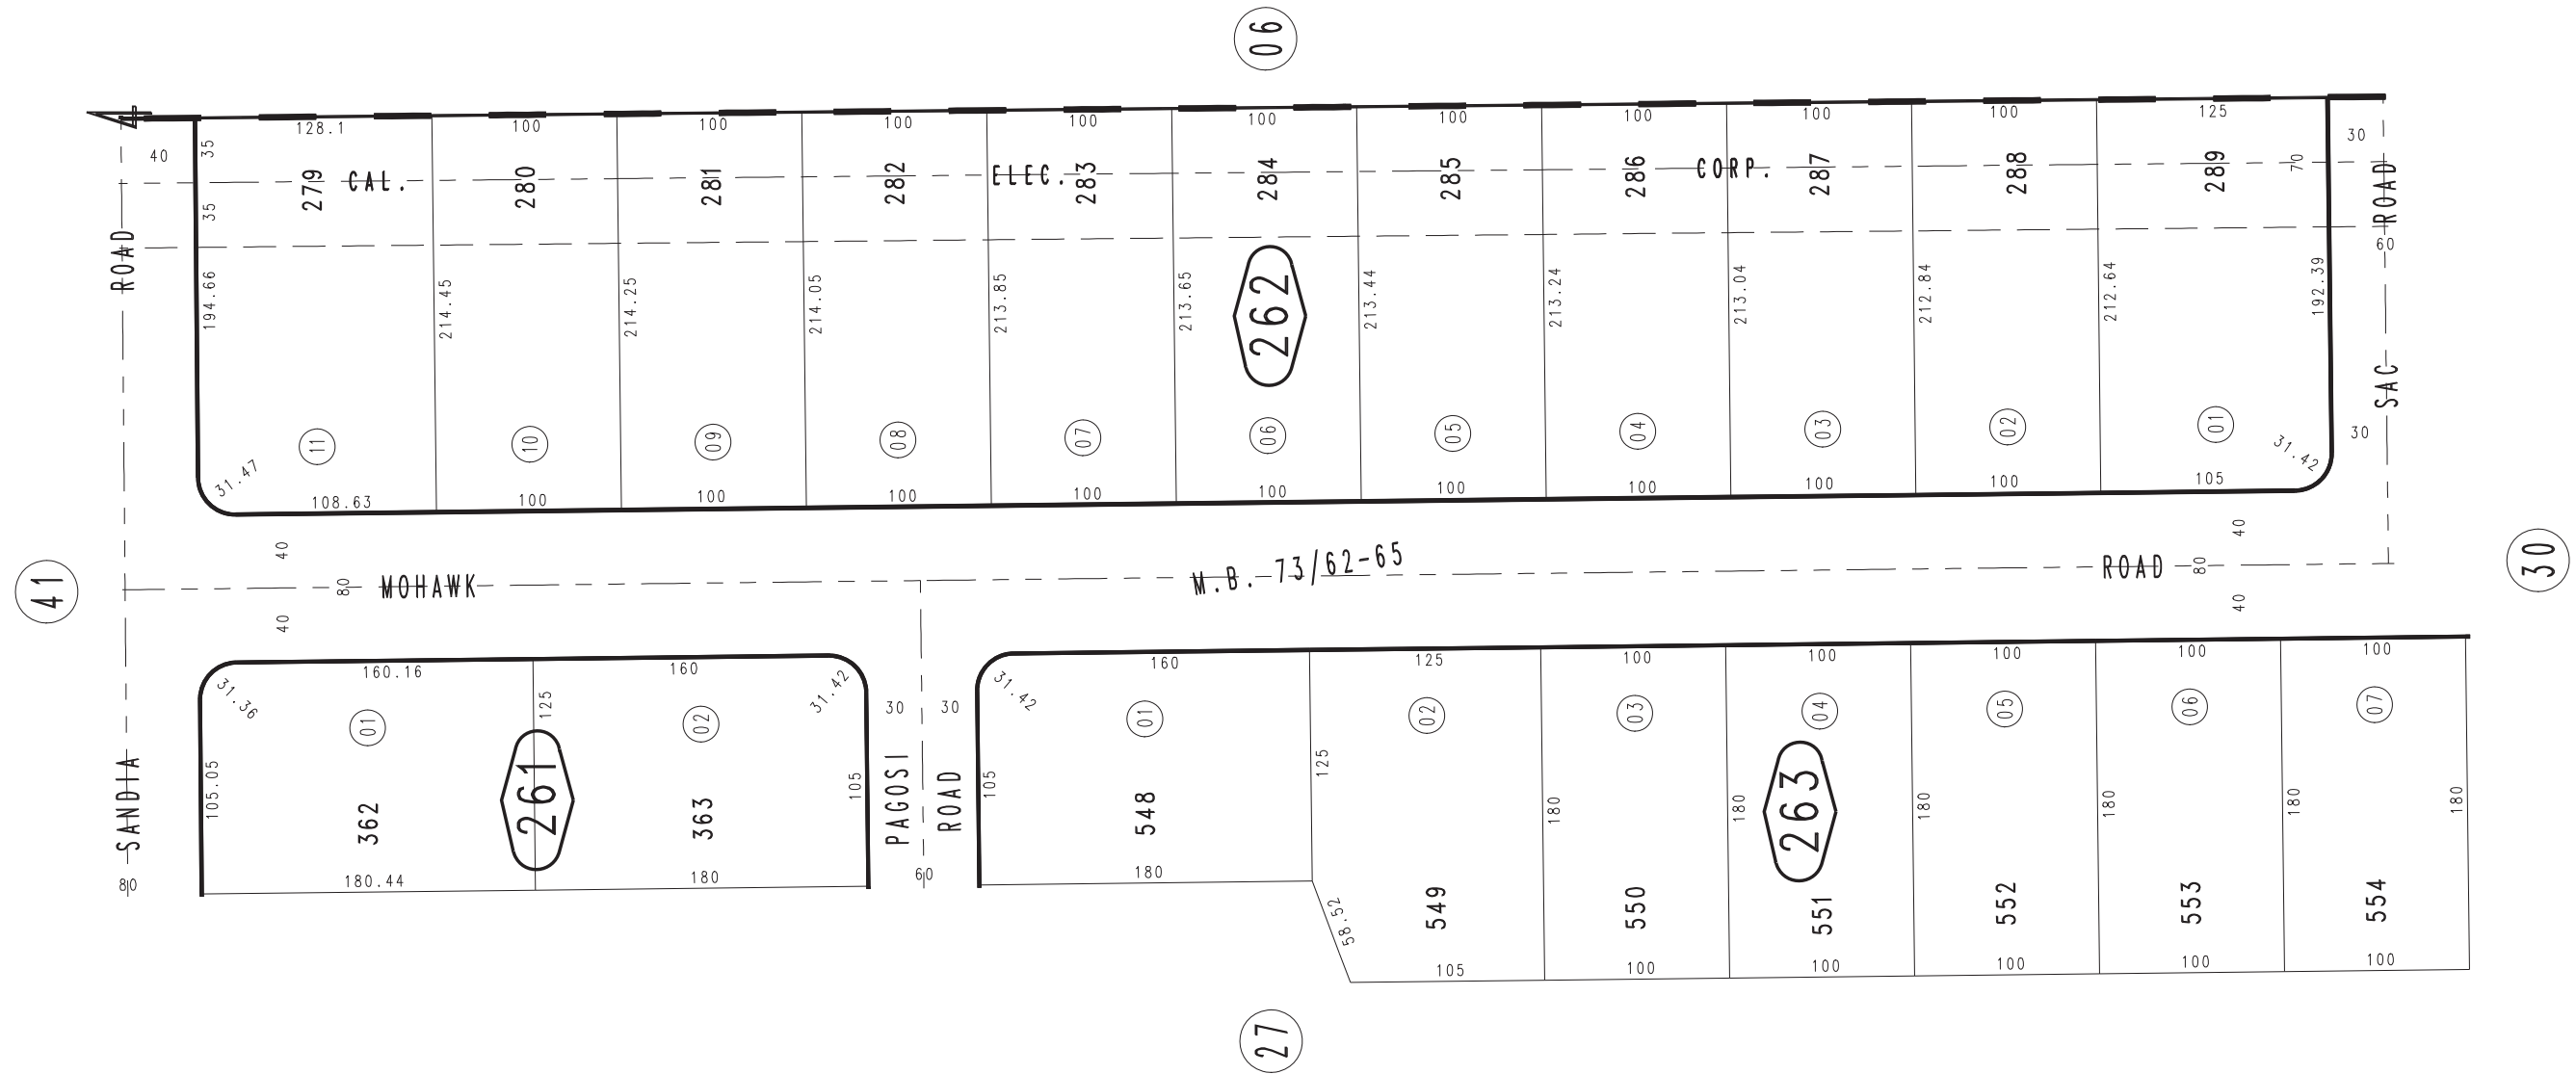 06
128.1 100 100 100 100 100 100 100 100 100 125
40 35 30
279 CAL. 280 281 282 ELEC. 283 284 285 286 CORP. 287 288 289 70
35
ROAD ROAD
60
194.66 214.45 214.25 214.05 213.85 213.65 262 213.44 213.24 213.04 212.84 212.64 192.39
SAC
11 10 09 08 07 06 05 04 03 02 01 30
31.47 31.42
108.63 100 100 100 100 100 100 100 100 100 105
40 40
41 80 MOHAWK M.B. 73/62-65 ROAD 80 30
40 40
160.16 160 160 125 100 100 100 100 100
31.36 125 31.42 30 30 31.42
01 02 01 02 03 04 05 06 07
SANDIA 105.05 362 261 363 105 PAGOSI ROAD 105 548 125 180 180 263 180 180 180 180
80 180.44 180 60 180
58.52 549 550 551 552 553 554
105 100 100 100 100 100
27